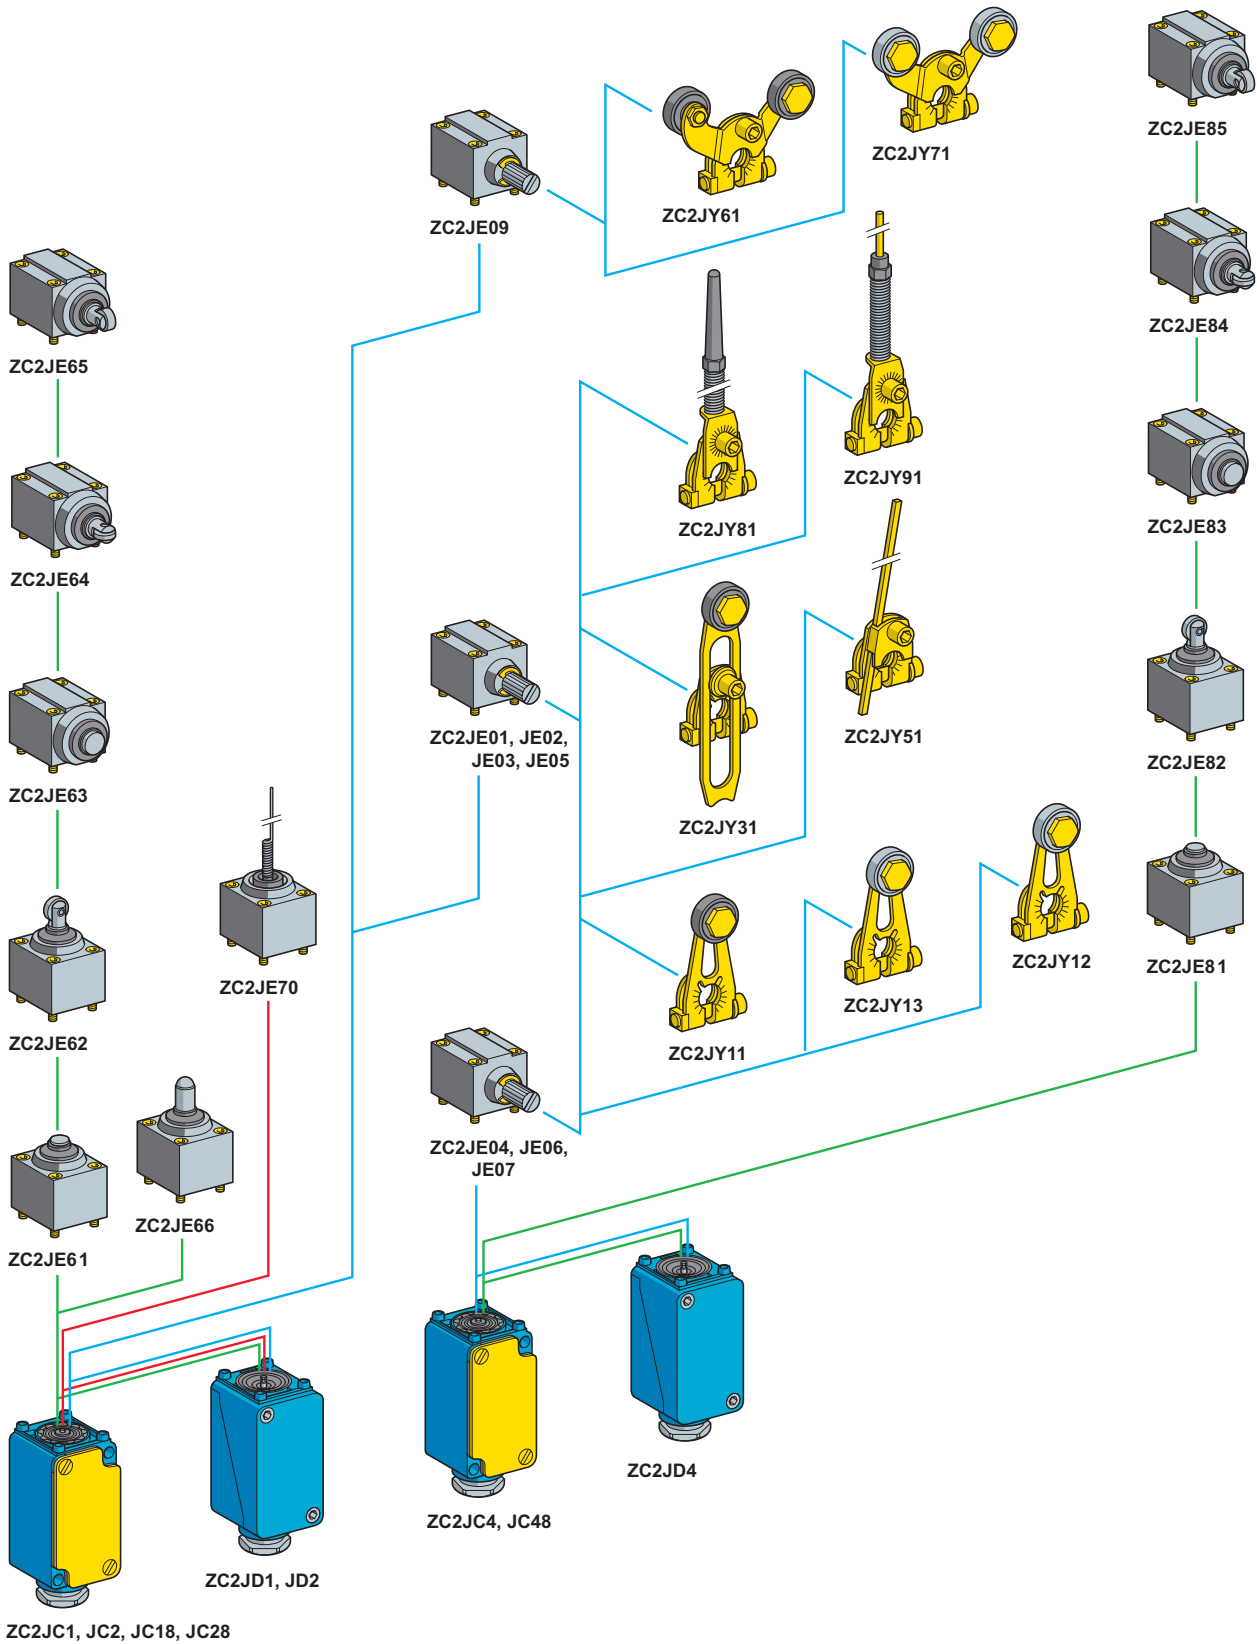 ZC2JE85
ZC2JY71
ZC2JY61
ZC2JE09
ZC2JE84
ZC2JE65
ZC2JY91
ZC2JY81
ZC2JE83
ZC2JE64
ZC2JE01, JE02,
JE03, JE05
ZC2JY51
ZC2JE82
ZC2JE63
ZC2JY31
ZC2JY12
ZC2JE81
ZC2JE70
ZC2JY13
ZC2JE62
ZC2JY11
ZC2JE04, JE06,
JE07
ZC2JE66
ZC2JE61
ZC2JD4
ZC2JC4, JC48
ZC2JD1, JD2
ZC2JC1, JC2, JC18, JC28